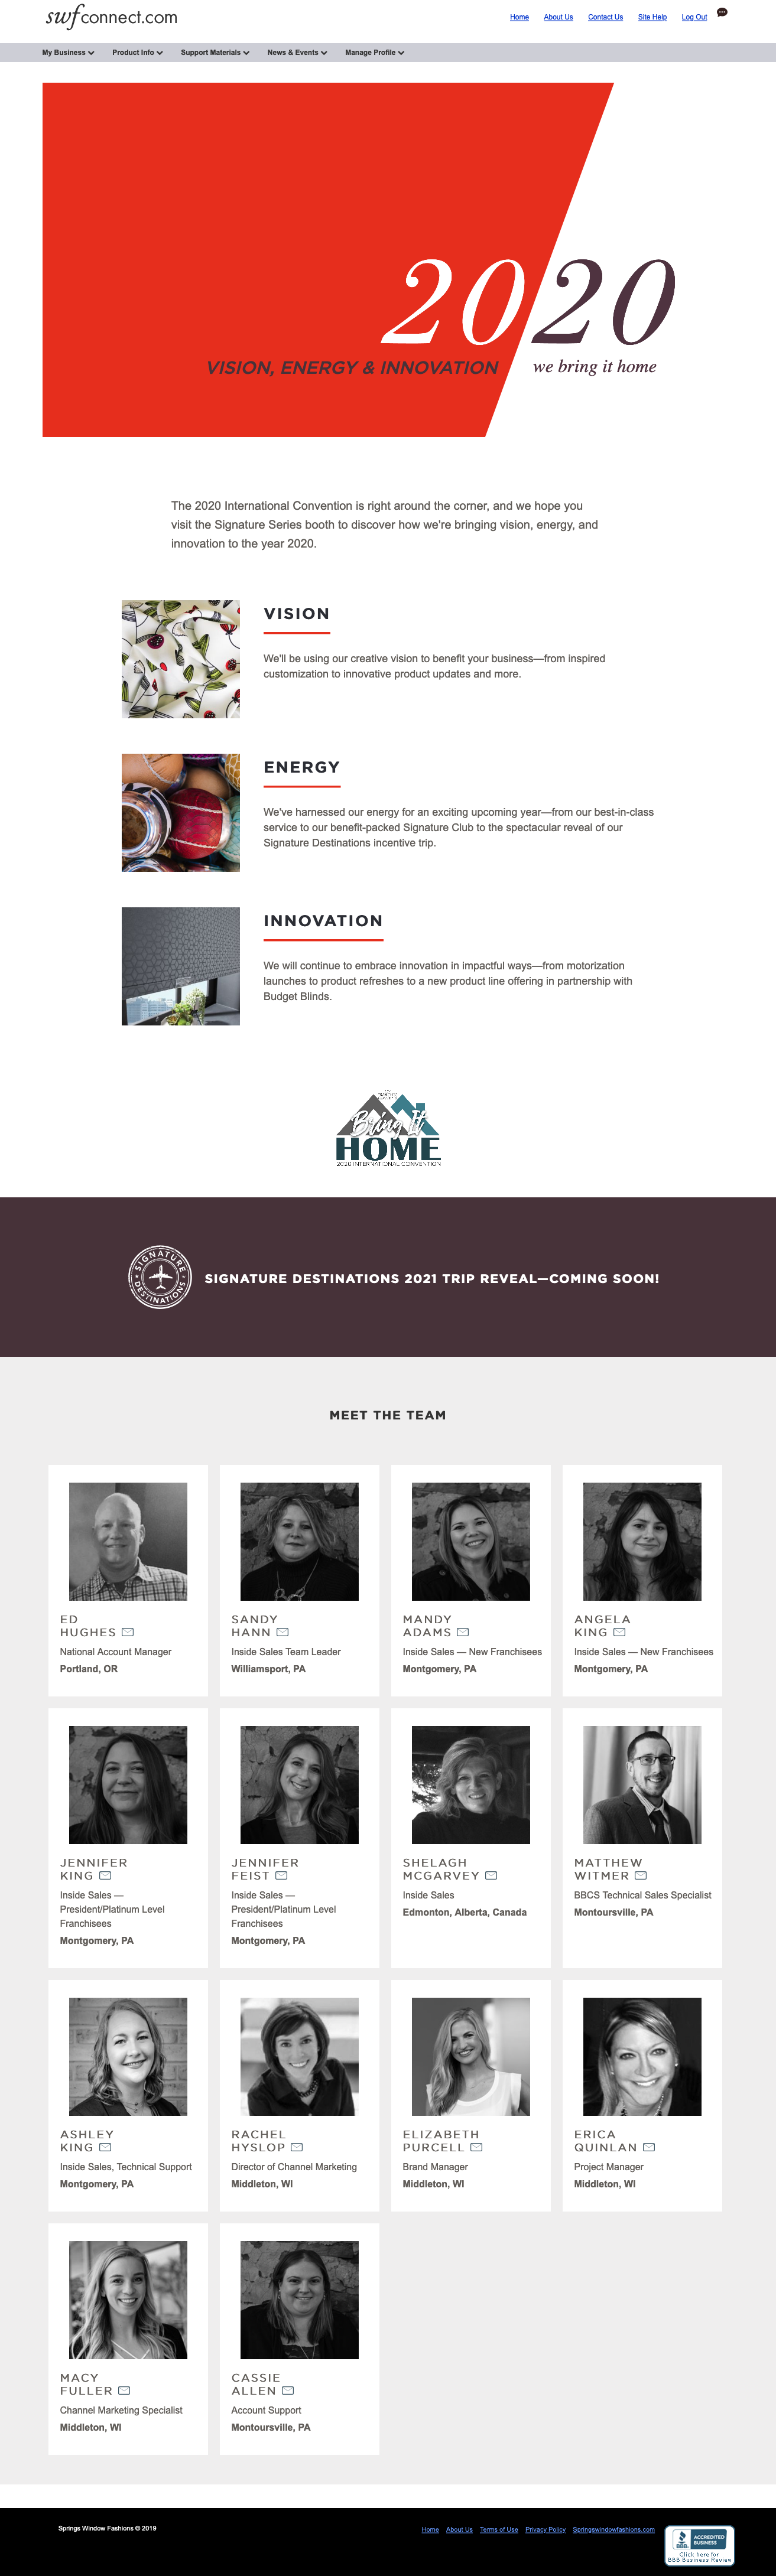 swfconnect.com
Home About Us Contact Us Site Help Log Out
My Business Product Info Support Materials News & Events Manage Profile
2020
VISION, ENERGY & INNOVATION we bring it home
The 2020 International Convention is right around the corner, and we hope you
visit the Signature Series booth to discover how we're bringing vision, energy, and
innovation to the year 2020.
VISION
We'll be using our creative vision to benefit your business—from inspired
customization to innovative product updates and more.
ENERGY
We've harnessed our energy for an exciting upcoming year—from our best-in-class
service to our benefit-packed Signature Club to the spectacular reveal of our
Signature Destinations incentive trip.
INNOVATION
We will continue to embrace innovation in impactful ways—from motorization
launches to product refreshes to a new product line offering in partnership with
Budget Blinds.
Bring It
HOME
2020 INTERNATIONAL CONVENTION
SIGNATURE DESTINATIONS
SIGNATURE DESTINATIONS 2021 TRIP REVEAL—COMING SOON!
MEET THE TEAM
ED
HUGHES
National Account Manager
Portland, OR
SANDY
HANN
Inside Sales Team Leader
Williamsport, PA
MANDY
ADAMS
Inside Sales — New Franchisees
Montgomery, PA
ANGELA
KING
Inside Sales — New Franchisees
Montgomery, PA
JENNIFER
KING
Inside Sales —
President/Platinum Level
Franchisees
Montgomery, PA
JENNIFER
FEIST
Inside Sales —
President/Platinum Level
Franchisees
Montgomery, PA
SHELAGH
MCGARVEY
Inside Sales
Edmonton, Alberta, Canada
MATTHEW
WITMER
BBCS Technical Sales Specialist
Montoursville, PA
ASHLEY
KING
Inside Sales, Technical Support
Montgomery, PA
RACHEL
HYSLOP
Director of Channel Marketing
Middleton, WI
ELIZABETH
PURCELL
Brand Manager
Middleton, WI
ERICA
QUINLAN
Project Manager
Middleton, WI
MACY
FULLER
Channel Marketing Specialist
Middleton, WI
CASSIE
ALLEN
Account Support
Montoursville, PA
Springs Window Fashions © 2019
Home About Us Terms of Use Privacy Policy Springswindowfashions.com
BBB ACCREDITED
BUSINESS
Click here for
BBB Business Review